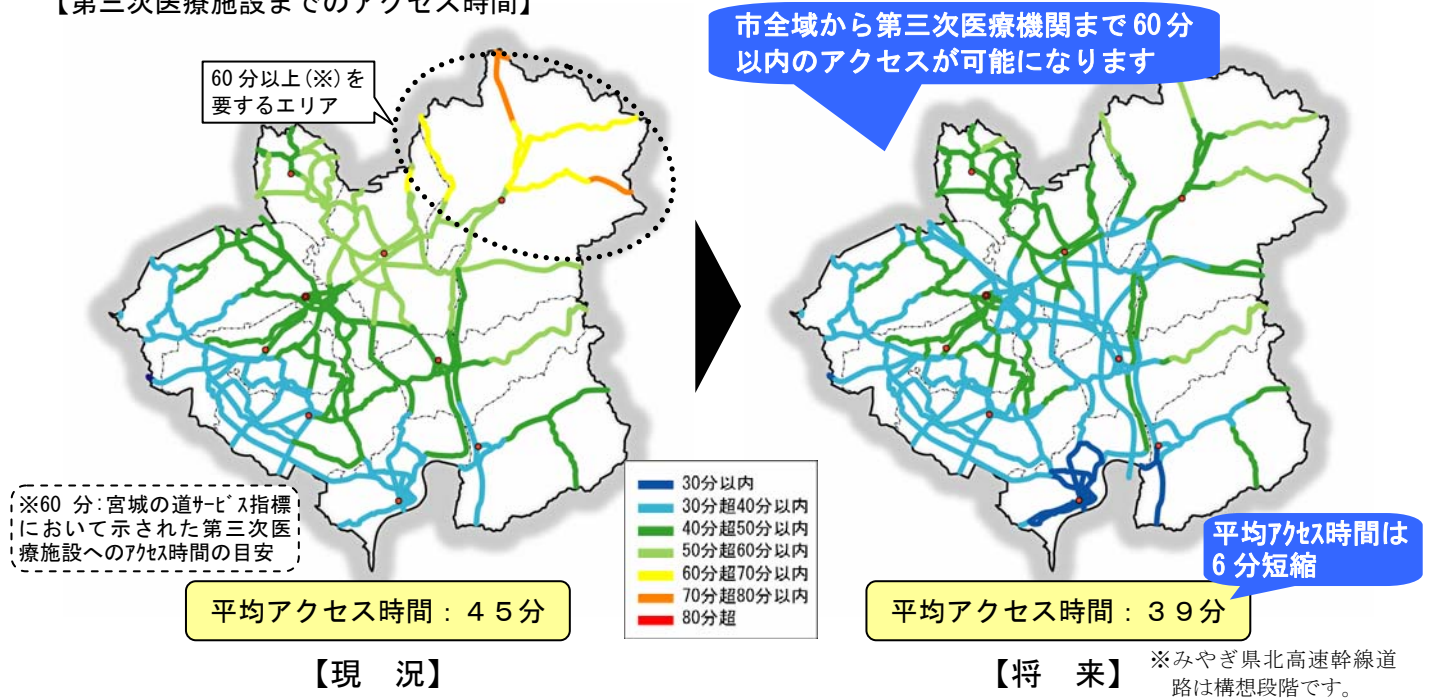 【第三次医療施設までのアクセス時間】
市全域から第三次医療機関まで60分
以内のアクセスが可能になります
60分以上(※)を
要するエリア
※60 分:宮城の道ｻｰﾋﾞｽ指標
において示された第三次医
療施設へのｱｸｾｽ時間の目安
30分以内
30分超40分以内
40分超50分以内
50分超60分以内
60分超70分以内
70分超80分以内
80分超
平均ｱｸｾｽ時間は
6分短縮
平均アクセス時間：４５分
平均アクセス時間：３９分
【現　況】
【将　来】
※みやぎ県北高速幹線道
路は構想段階です。